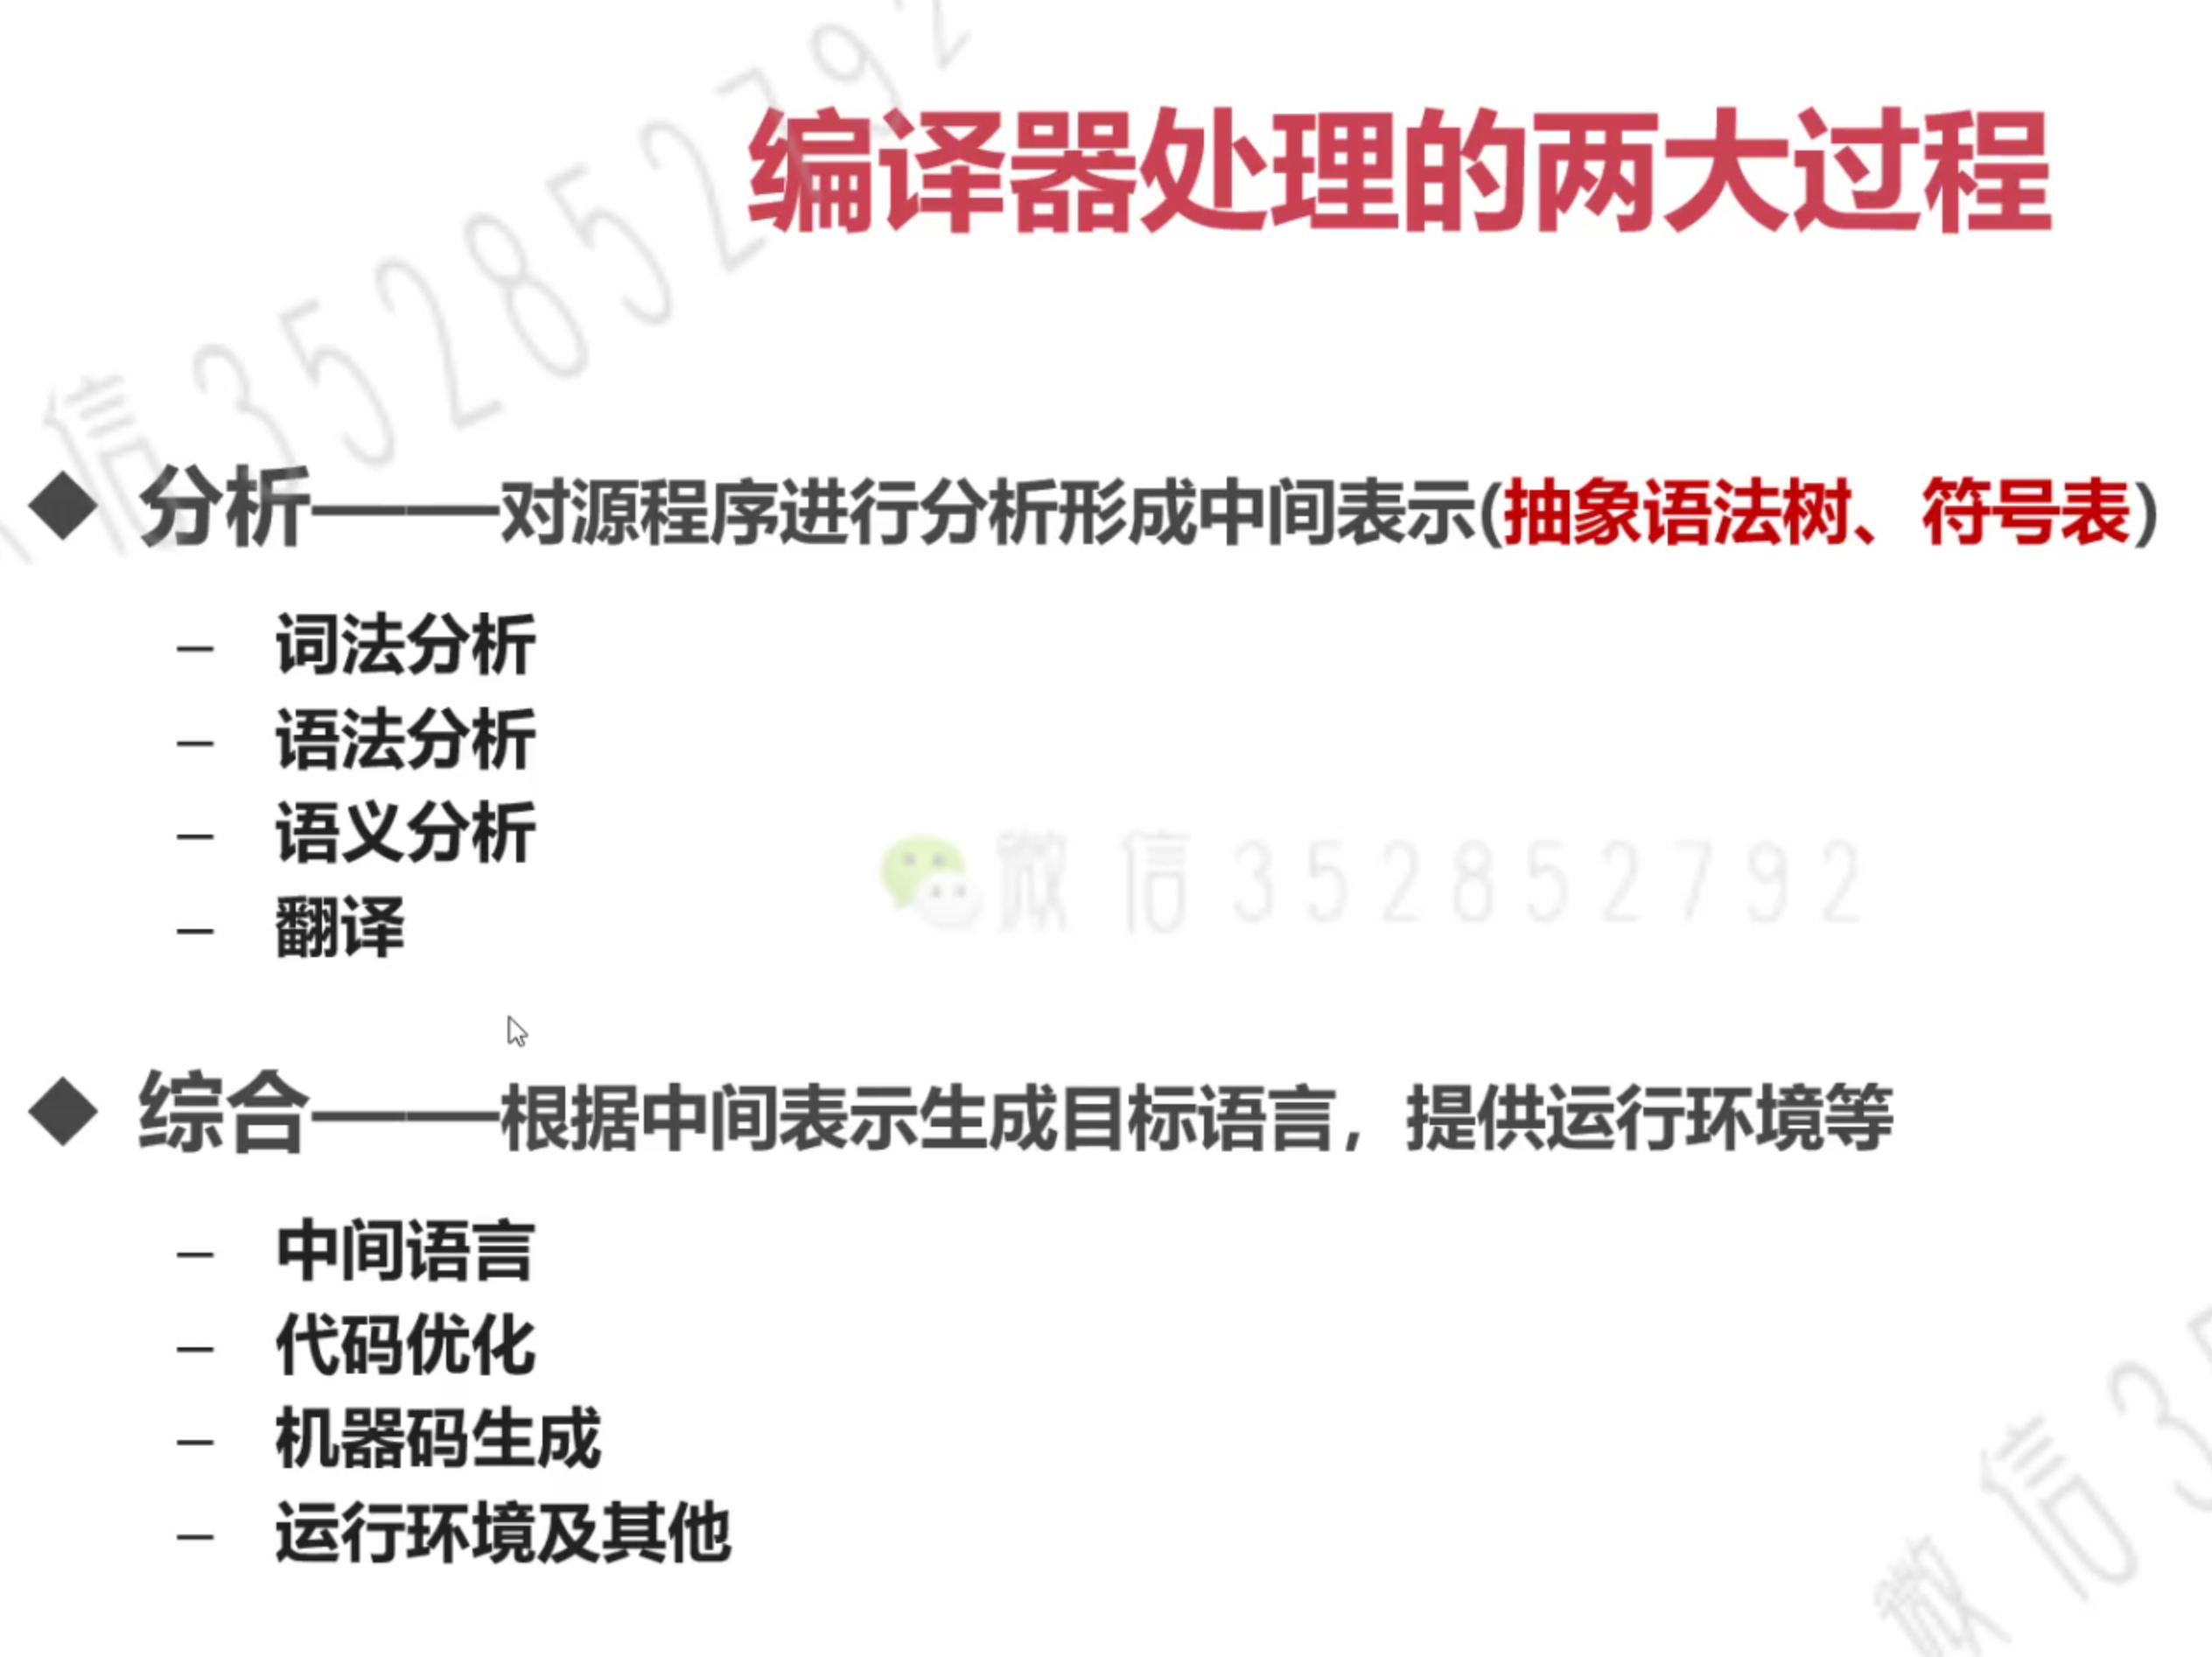 编译器处理的两大过程
◆ 分析———对源程序进行分析形成中间表示(抽象语法树、符号表)
– 词法分析
– 语法分析
– 语义分析
– 翻译
微信352852792
◆ 综合———根据中间表示生成目标语言，提供运行环境等
– 中间语言
– 代码优化
– 机器码生成
– 运行环境及其他
信352852792
微信35